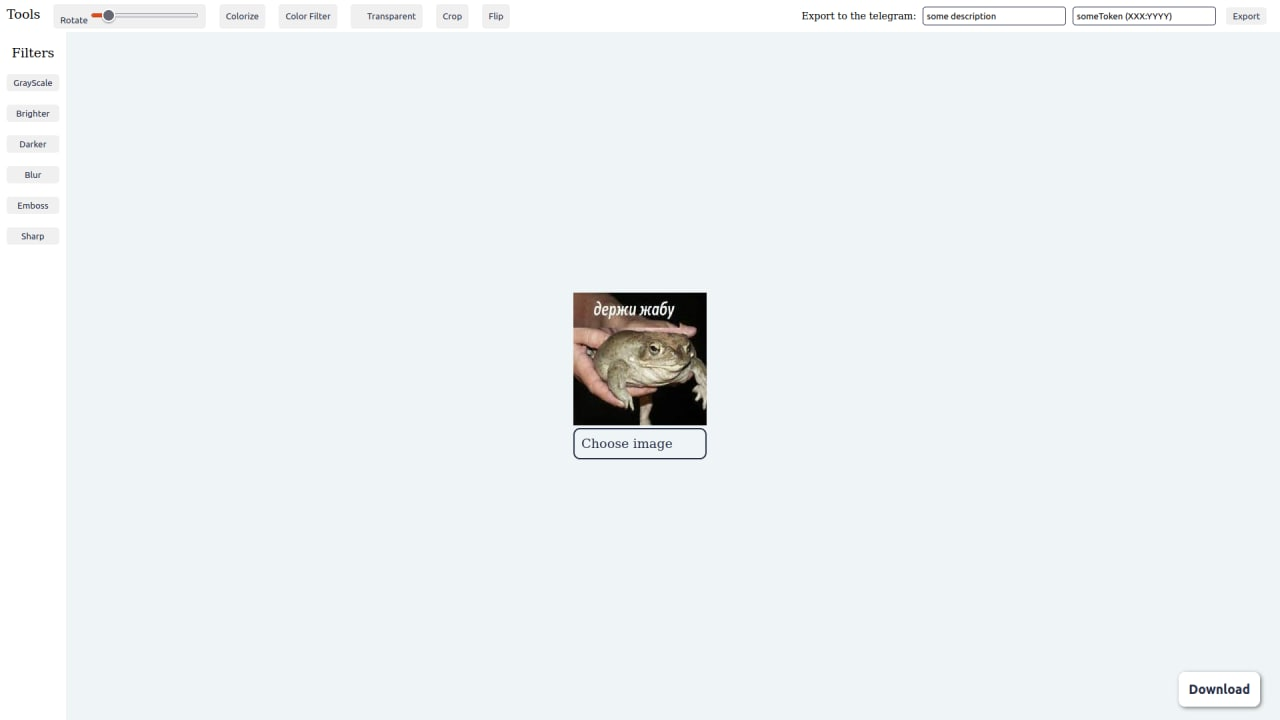 Tools
Rotate
Colorize
Color Filter
Transparent
Crop
Flip
Export to the telegram:
some description
someToken (XXX:YYYY)
Export
Filters
GrayScale
Brighter
Darker
Blur
Emboss
Sharp
держи жабу
Choose image
Download